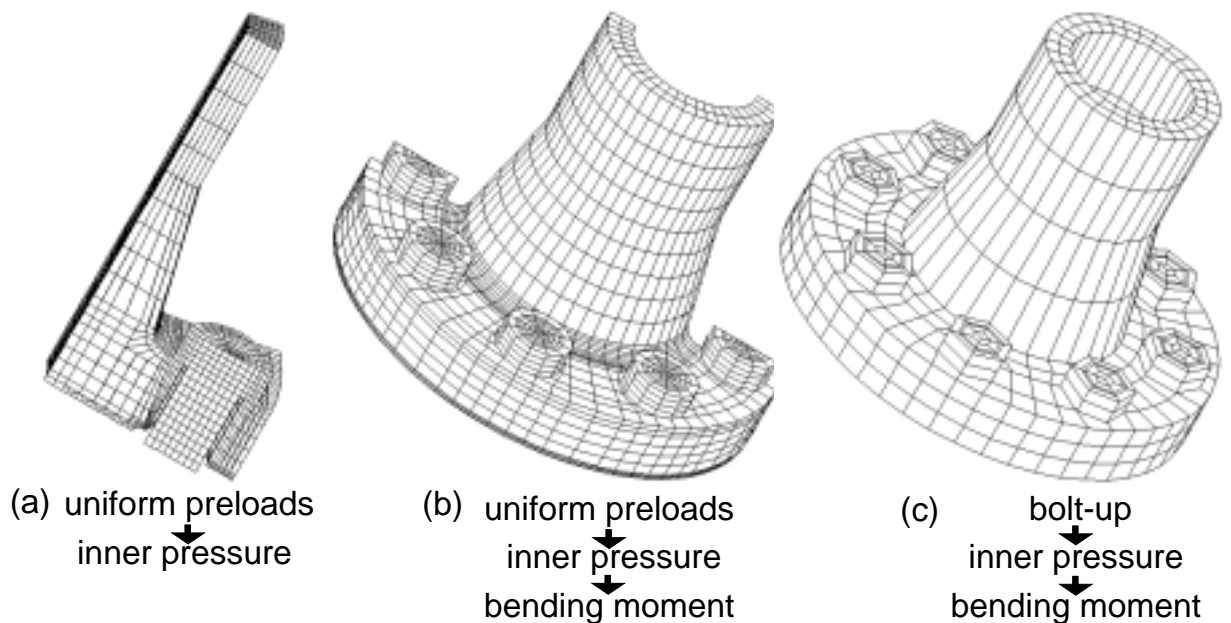 (a) uniform preloads
inner pressure
(b) uniform preloads
inner pressure
bending moment
(c) bolt-up
inner pressure
bending moment